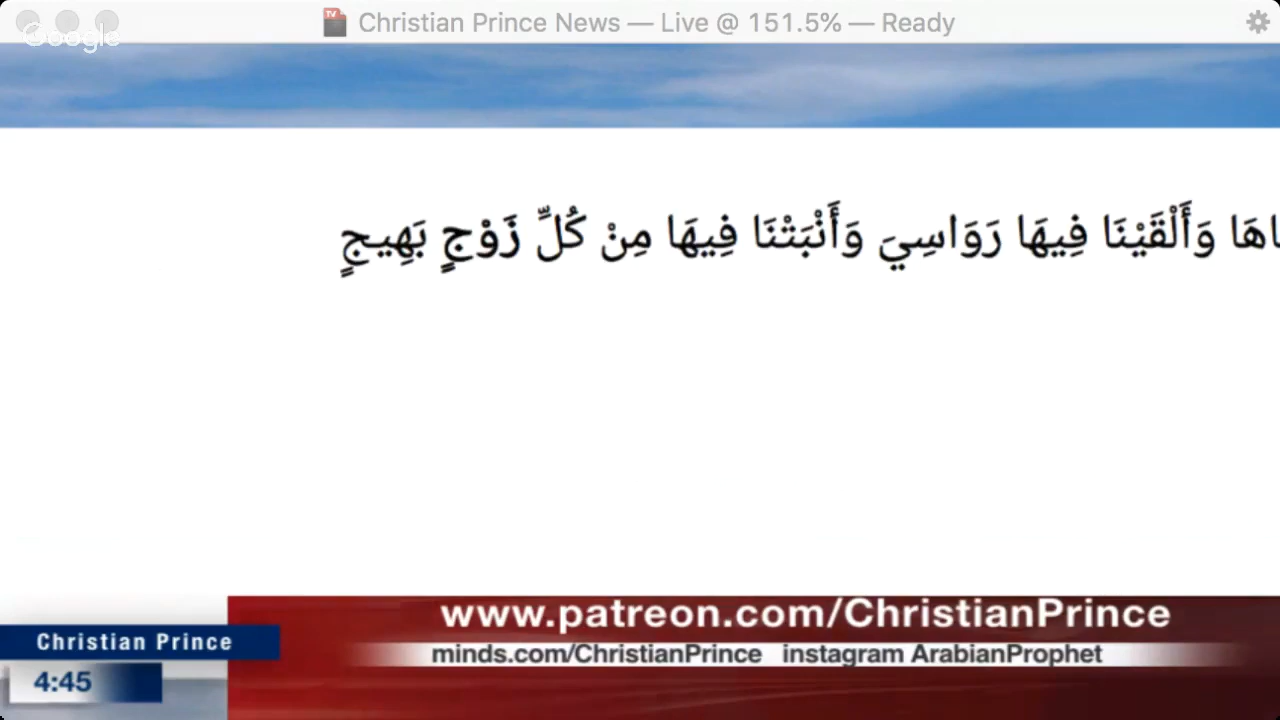 Christian Prince News — Live @ 151.5% — Ready
Google
اهَا وَأَلْقَيْنَا فِيهَا رَوَاسِيَ وَأَنْبَتْنَا فِيهَا مِنْ كُلِّ زَوْجٍ بَهِيجٍ
www.patreon.com/ChristianPrince
Christian Prince
minds.com/ChristianPrince instagram ArabianProphet
4:45